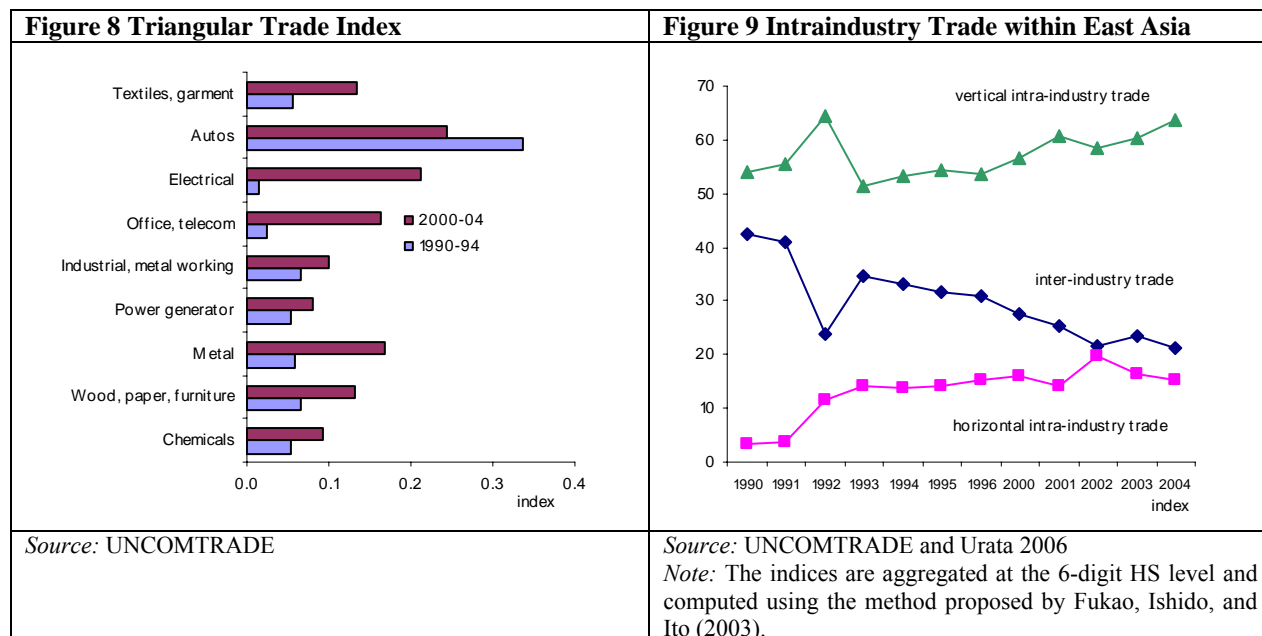 Figure 8 Triangular Trade Index
Textiles, garment
Autos
Electrical
Office, telecom
Industrial, metal working
Power generator
Metal
Wood, paper, furniture
Chemicals
2000-04
1990-94
0.0 0.1 0.2 0.3 0.4
index
Source: UNCOMTRADE
Figure 9 Intraindustry Trade within East Asia
70
60
50
40
30
20
10
0
vertical intra-industry trade
inter-industry trade
horizontal intra-industry trade
1990 1991 1992 1993 1994 1995 1996 2000 2001 2002 2003 2004
index
Source: UNCOMTRADE and Urata 2006
Note: The indices are aggregated at the 6-digit HS level and
computed using the method proposed by Fukao, Ishido, and
Ito (2003).